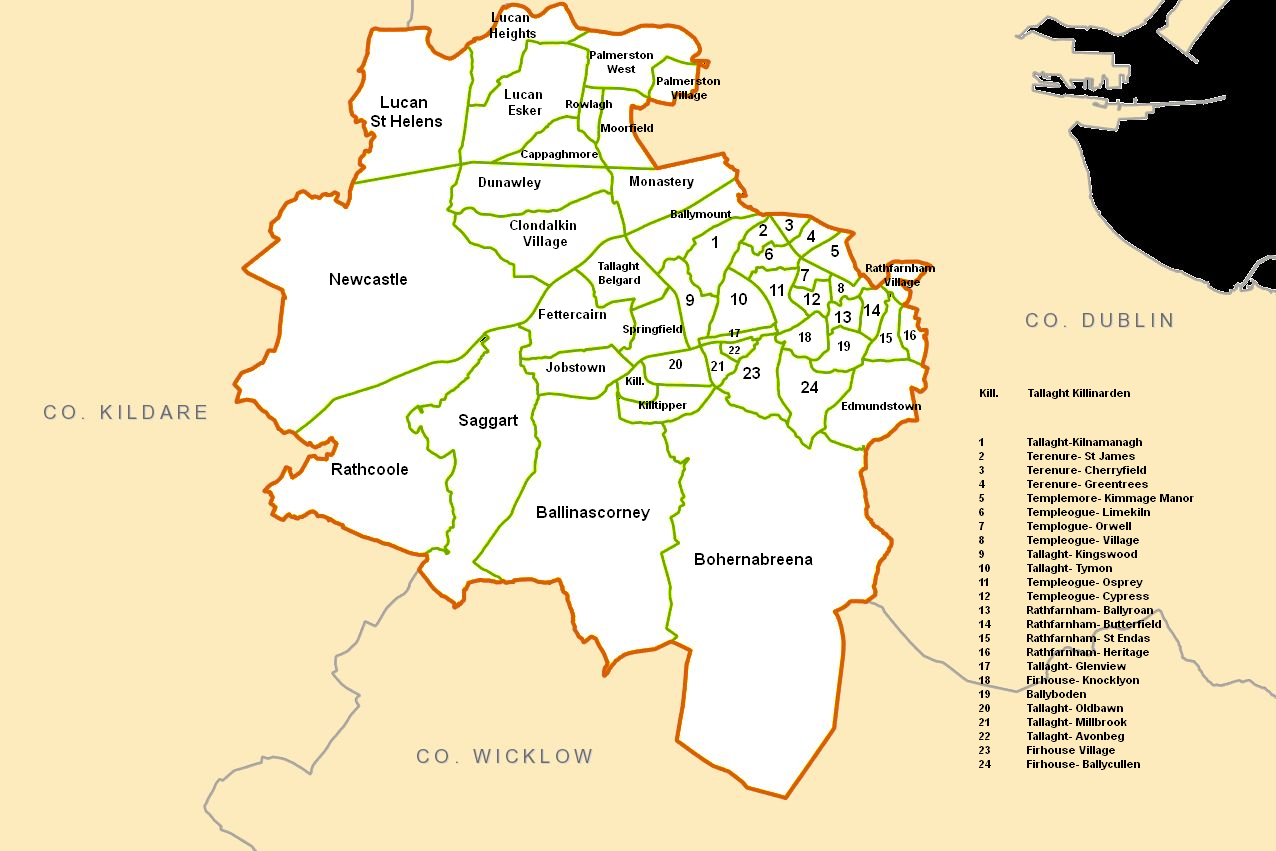 Lucan
Heights
Palmerston
West
Palmerston
Village
Lucan
St Helens
Lucan
Esker
Rowlagh
Moorfield
Cappaghmore
Dunawley
Monastery
Ballymount
Clondalkin
Village
Newcastle
Tallaght
Belgard
Rathfarnham
Village
1
2
3
4
5
6
7
8
9
10
11
12
13
14
15
16
17
18
19
20
21
22
23
24
Fettercairn
Springfield
Jobstown
Kill.
Killtipper
Edmundstown
Saggart
Rathcoole
Ballinascorney
Bohernabreena
CO. DUBLIN
CO. KILDARE
CO. WICKLOW
Kill. Tallaght Killinarden
1 Tallaght-Kilnamanagh
2 Terenure- St James
3 Terenure- Cherryfield
4 Terenure- Greentrees
5 Templemore- Kimmage Manor
6 Templeogue- Limekiln
7 Templogue- Orwell
8 Templeogue- Village
9 Tallaght- Kingswood
10 Tallaght- Tymon
11 Templeogue- Osprey
12 Templeogue- Cypress
13 Rathfarnham- Ballyroan
14 Rathfarnham- Butterfield
15 Rathfarnham- St Endas
16 Rathfarnham- Heritage
17 Tallaght- Glenview
18 Firhouse- Knocklyon
19 Ballyboden
20 Tallaght- Oldbawn
21 Tallaght- Millbrook
22 Tallaght- Avonbeg
23 Firhouse Village
24 Firhouse- Ballycullen